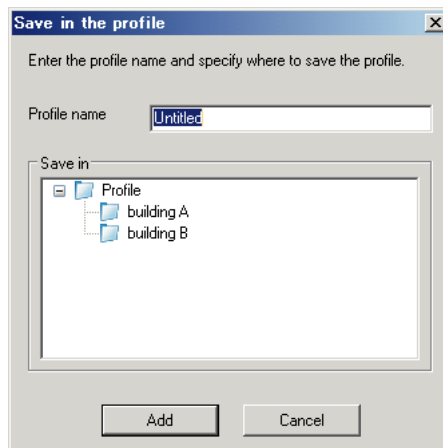 Save in the profile
Enter the profile name and specify where to save the profile.
Profile name Untitled
Save in
Profile
building A
building B
Add Cancel